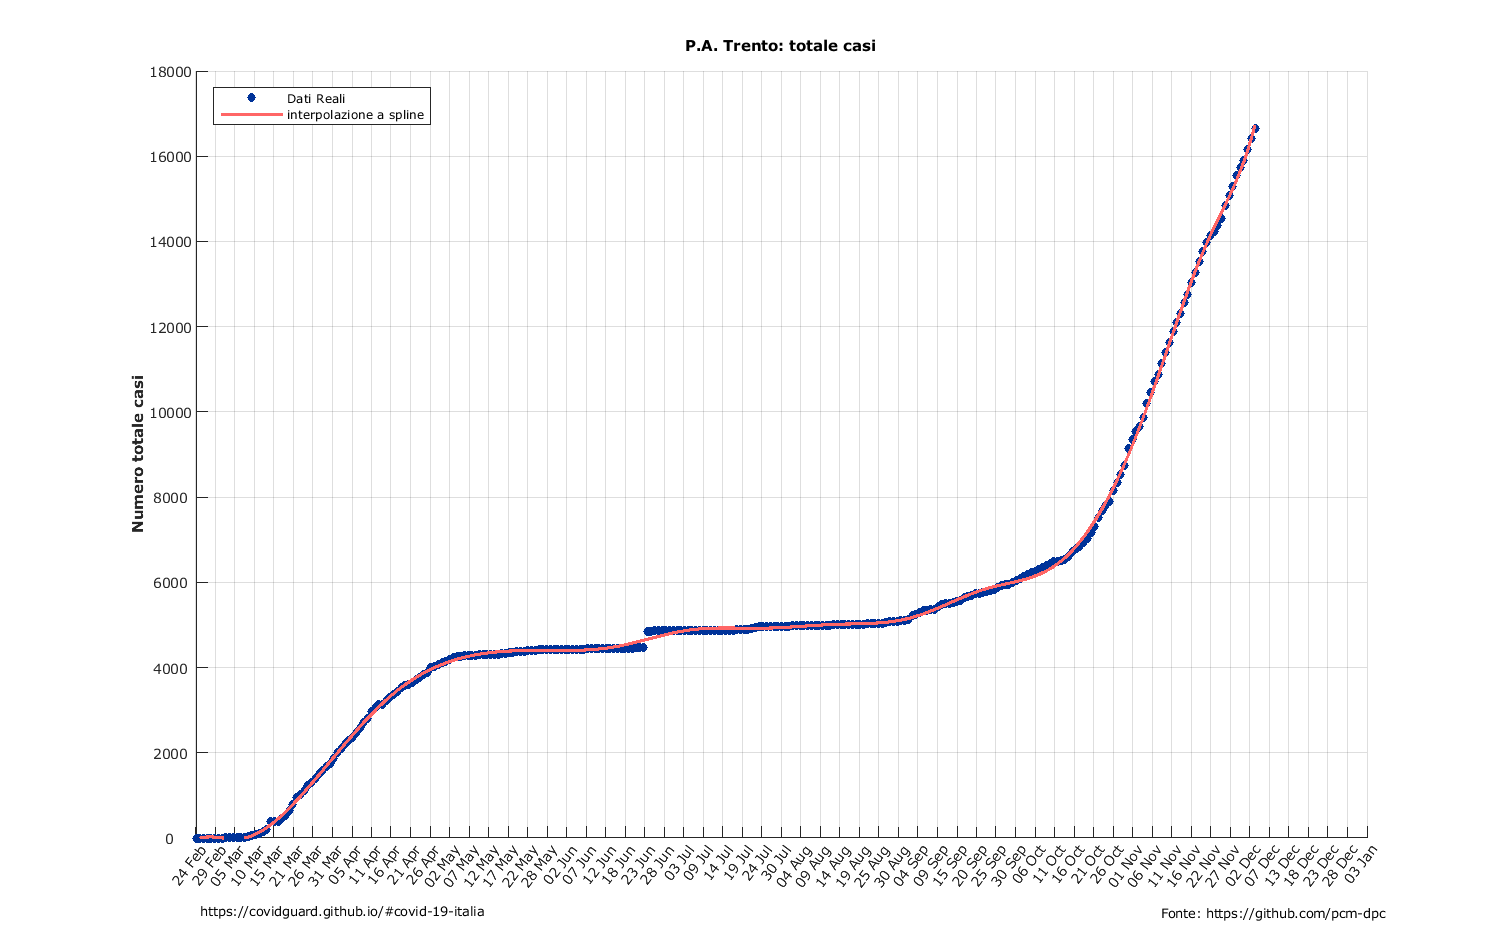 P.A. Trento: totale casi
Dati Reali
interpolazione a spline
Numero totale casi
18000
16000
14000
12000
10000
8000
6000
4000
2000
0
24 Feb
29 Feb
05 Mar
10 Mar
15 Mar
21 Mar
26 Mar
31 Mar
05 Apr
11 Apr
16 Apr
21 Apr
26 Apr
02 May
07 May
12 May
17 May
22 May
28 May
02 Jun
07 Jun
12 Jun
18 Jun
23 Jun
28 Jun
03 Jul
09 Jul
14 Jul
19 Jul
24 Jul
30 Jul
04 Aug
09 Aug
14 Aug
19 Aug
25 Aug
30 Aug
04 Sep
09 Sep
15 Sep
20 Sep
25 Sep
30 Sep
06 Oct
11 Oct
16 Oct
21 Oct
26 Oct
01 Nov
06 Nov
11 Nov
16 Nov
22 Nov
27 Nov
02 Dec
07 Dec
13 Dec
18 Dec
23 Dec
28 Dec
03 Jan
https://covidguard.github.io/#covid-19-italia
Fonte: https://github.com/pcm-dpc